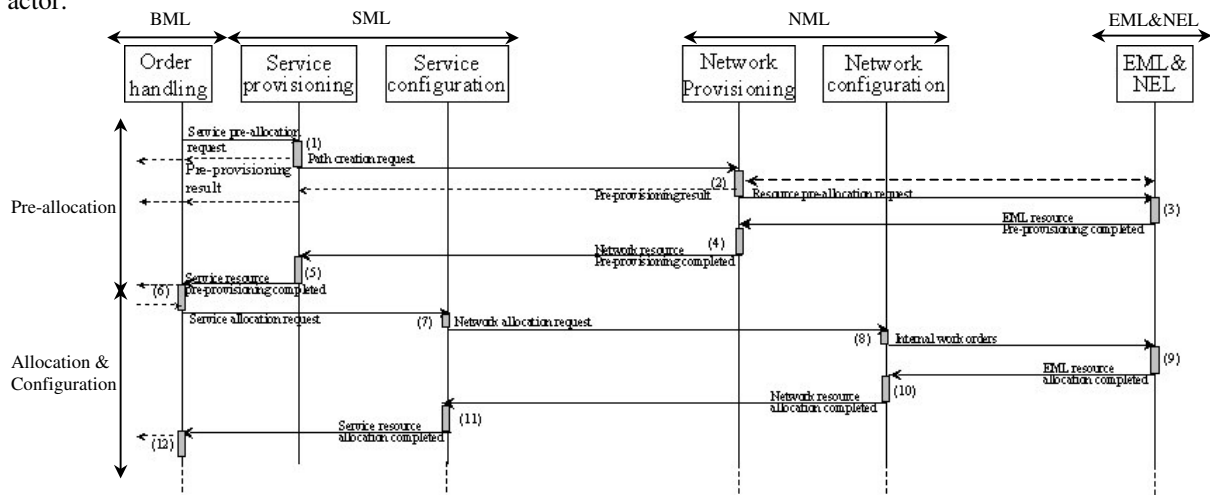 actor.
BML
SML
NML
EML&NEL
Order
handling
Service
provisioning
Service
configuration
Network
Provisioning
Network
configuration
EML&
NEL
Service pre-allocation
request
(1)
Path creation request
Pre-provisioning
result
(2)
Pre-provisioning result
Resource pre-allocation request
Pre-allocation
(3)
EML resource
Pre-provisioning completed
(4)
Network resource
Pre-provisioning completed
(5)
Service resource
pre-provisioning completed
(6)
Service allocation request
(7)
Network allocation request
(8)
Internal work orders
(9)
Allocation &
Configuration
EML resource
allocation completed
(10)
Network resource
allocation completed
(11)
Service resource
allocation completed
(12)